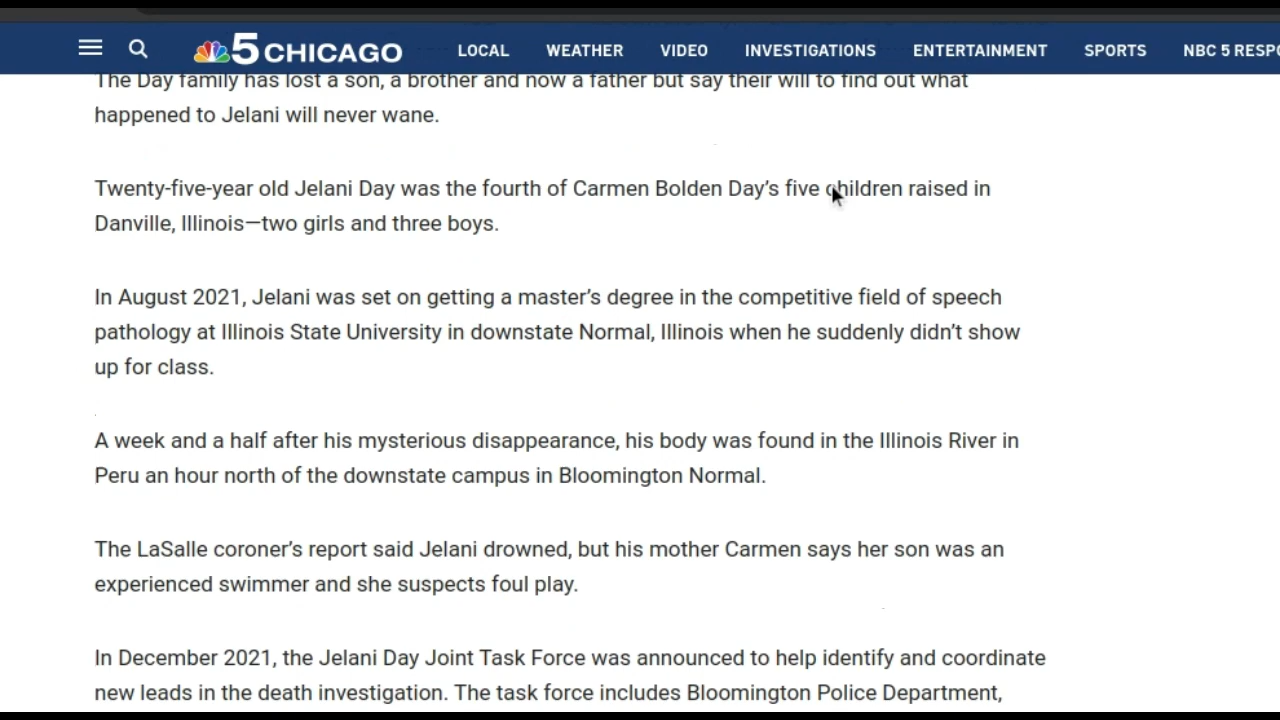 5 CHICAGO LOCAL WEATHER VIDEO INVESTIGATIONS ENTERTAINMENT SPORTS NBC 5
The Day family has lost a son, a brother and now a father but say their will to find out what
happened to Jelani will never wane.
Twenty-five-year old Jelani Day was the fourth of Carmen Bolden Day’s five children raised in
Danville, Illinois—two girls and three boys.
In August 2021, Jelani was set on getting a master’s degree in the competitive field of speech
pathology at Illinois State University in downstate Normal, Illinois when he suddenly didn’t show
up for class.
A week and a half after his mysterious disappearance, his body was found in the Illinois River in
Peru an hour north of the downstate campus in Bloomington Normal.
The LaSalle coroner’s report said Jelani drowned, but his mother Carmen says her son was an
experienced swimmer and she suspects foul play.
In December 2021, the Jelani Day Joint Task Force was announced to help identify and coordinate
new leads in the death investigation. The task force includes Bloomington Police Department,